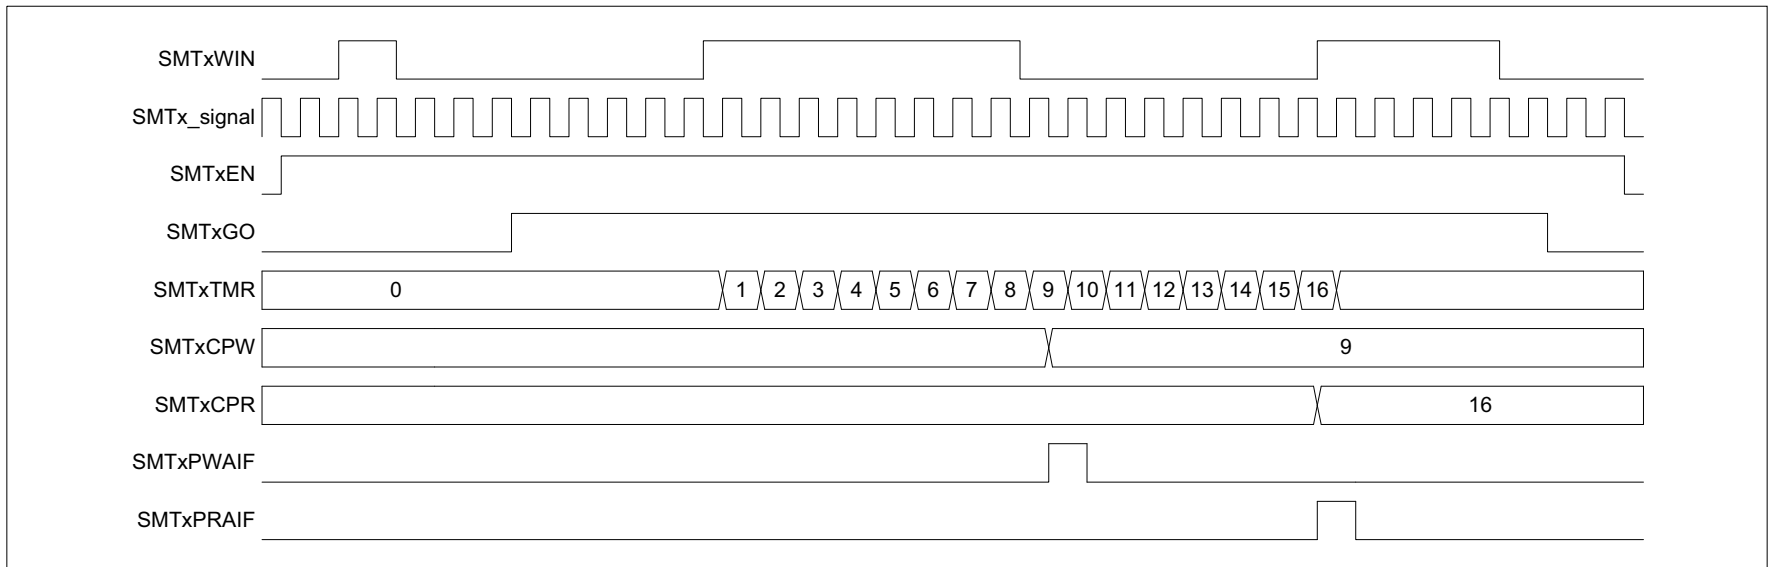 SMTxWIN
SMTx_signal
SMTxEN
SMTxGO
SMTxTMR 0 1 2 3 4 5 6 7 8 9 10 11 12 13 14 15 16
SMTxCPW 9
SMTxCPR 16
SMTxPWAIF
SMTxPRAIF